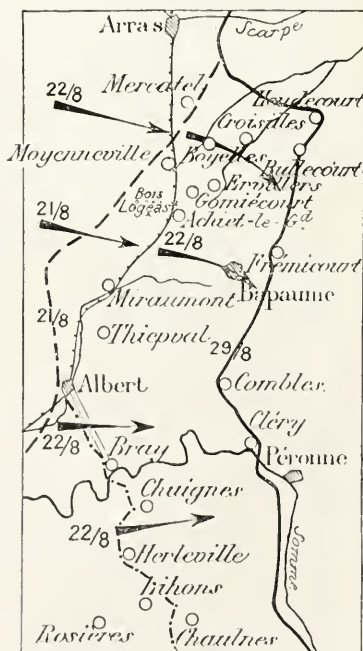 Arras
Scarpe
22/8
Mercatel
Houdecourt
Croisilles
Moyenneville
Boyelles
Bullecourt
Ervillers
Bois
Logeast
Gomiécourt
Achiet-le-Gd
21/8
22/8
Frémicourt
Bapaume
Miraumont
21/8
Thiepval
29/8
Albert
Combles
22/8
Cléry
Bray
Péronne
Chuignes
22/8
Somme
Herleville
Lihons
Rosières
Chaulnes